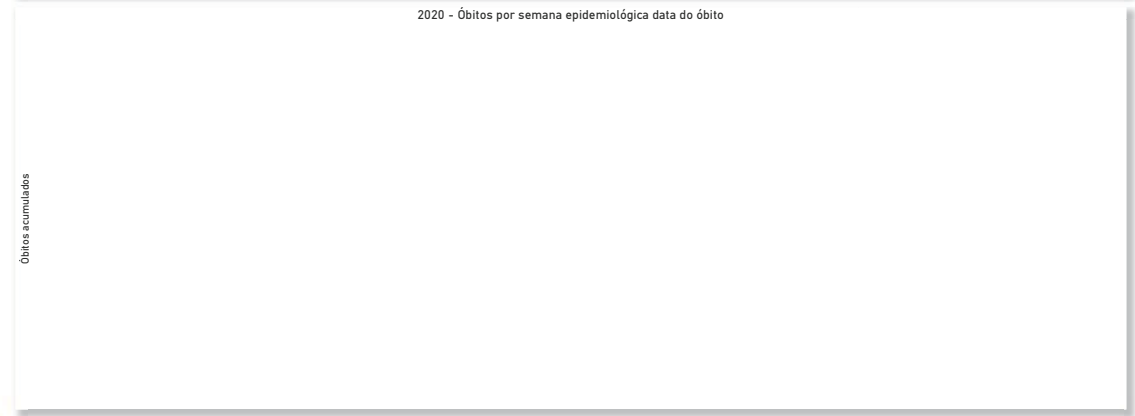 2020 - Óbitos por semana epidemiológica data do óbito
Óbitos acumulados